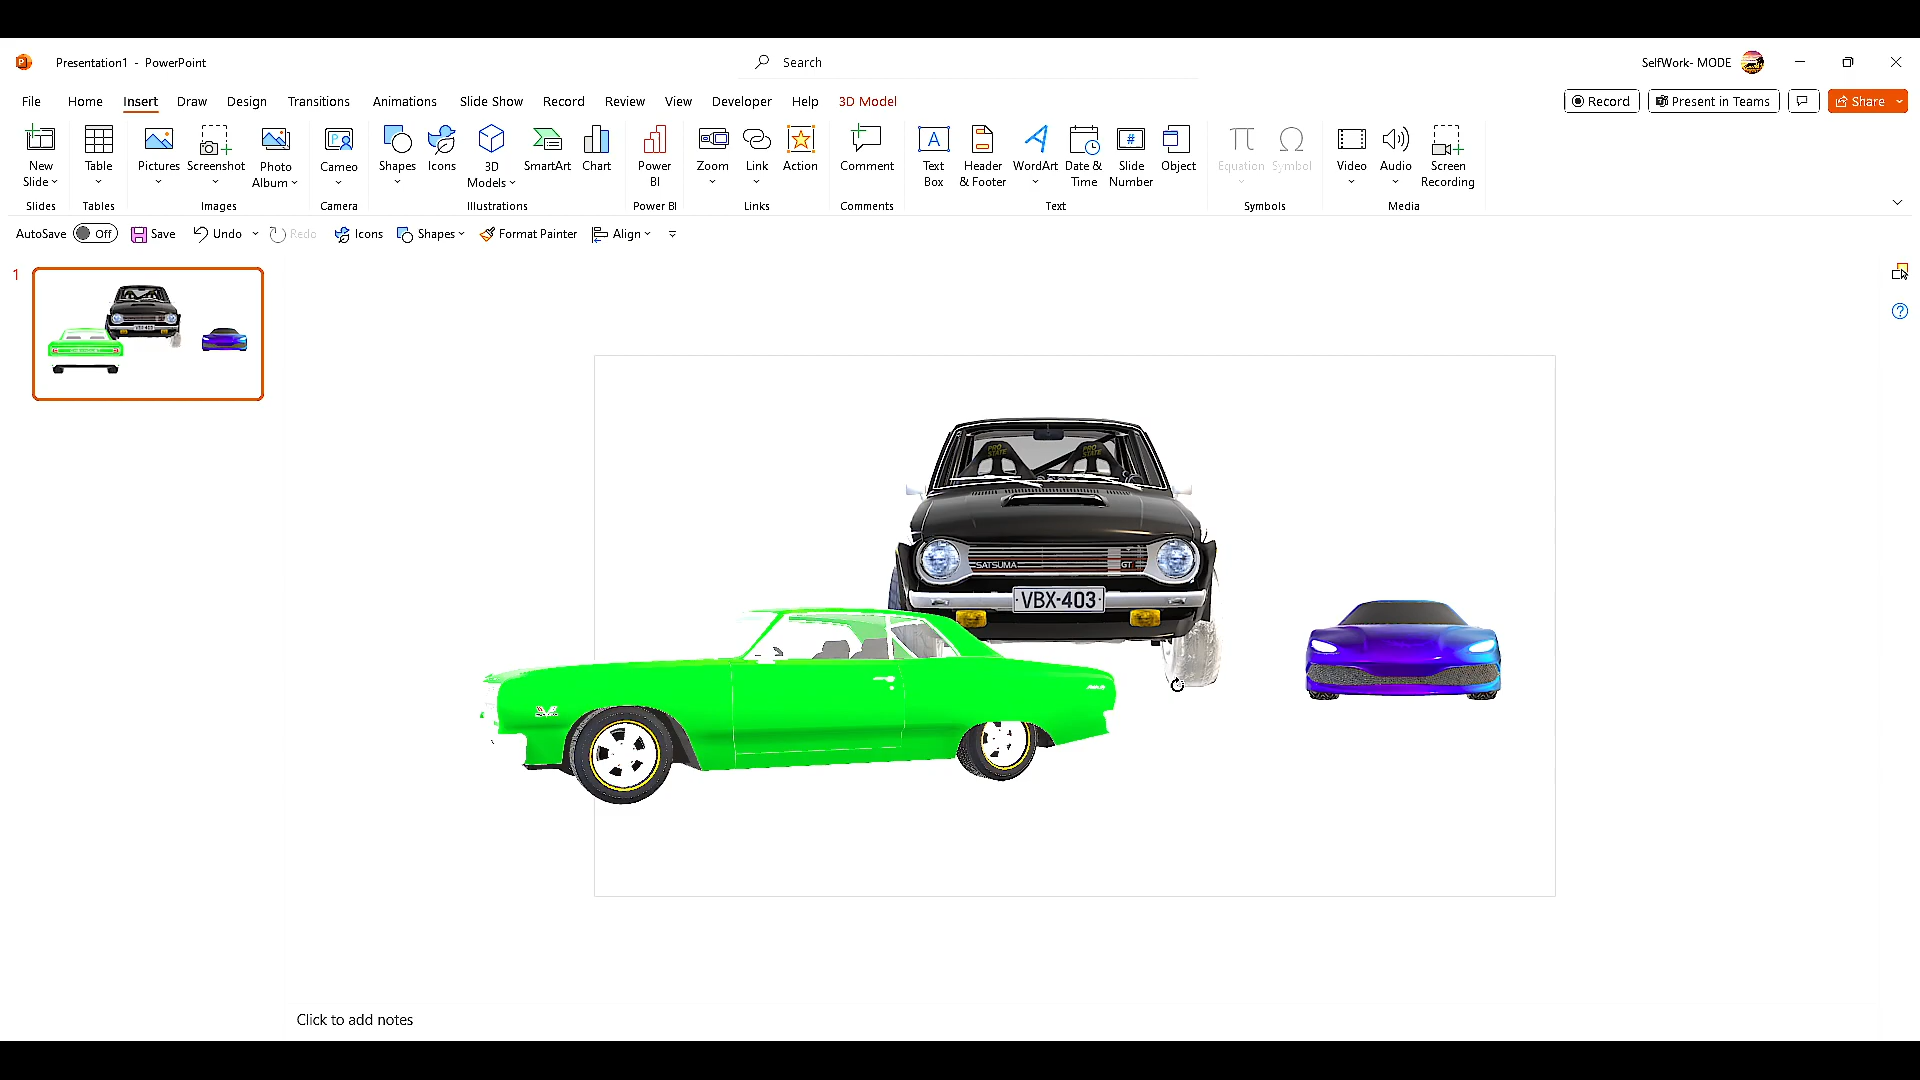 Presentation1 - PowerPoint
Search
SelfWork- MODE
File Home Insert Draw Design Transitions Animations Slide Show Record Review View Developer Help 3D Model
Record Present in Teams Share
New Slide Table Pictures Screenshot Photo Album Cameo Shapes Icons 3D Models SmartArt Chart Power BI Zoom Link Action Comment Text Box Header & Footer WordArt Date & Time Slide Number Object Equation Symbol Video Audio Screen Recording
Slides Tables Images Camera Illustrations Power BI Links Comments Text Symbols Media
AutoSave Off Save Undo Redo Icons Shapes Format Painter Align
1
PRO STATE PRO STATE
SATSUMA GT
VBX-403
Click to add notes